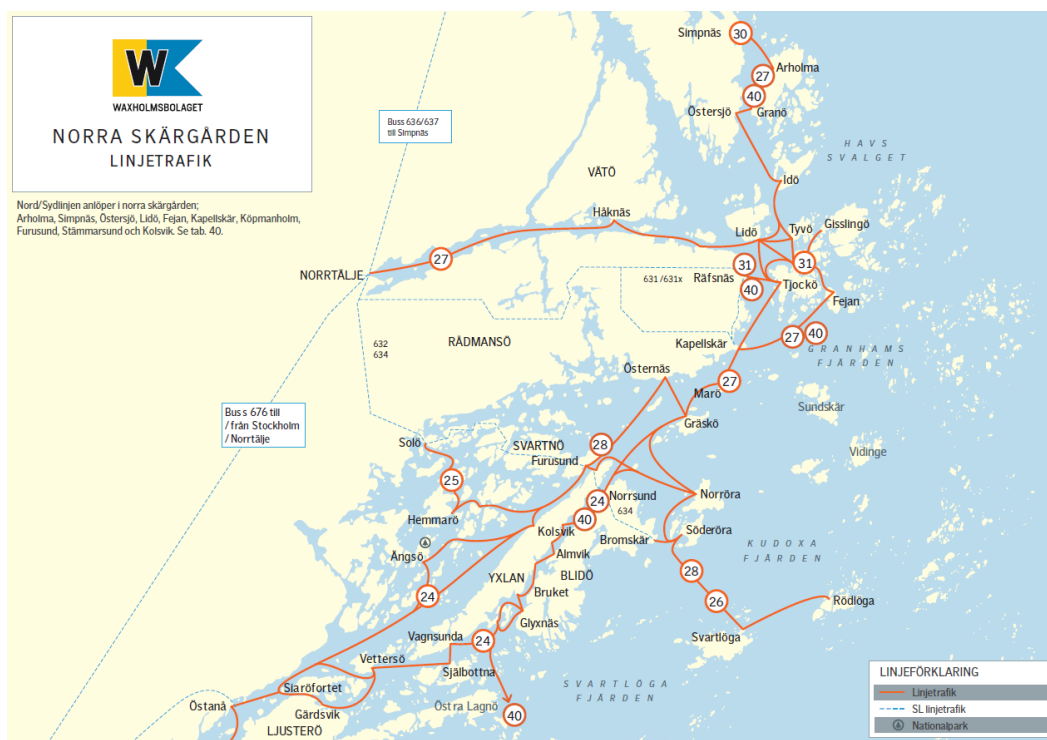 W
WAXHOLMSBOLAGET
NORRA SKÄRGÅRDEN
LINJETRAFIK
Nord/Sydlinjen anlöper i norra skärgården;
Arholma, Simpnäs, Östersjö, Lidö, Fejan, Kapellskär, Köpmanholm,
Furusund, Stämmarsund och Kolsvik. Se tab. 40.
Buss 636/637
till Simpnäs
Simpnäs
30
Arholma
27
40
Östersjö
Granö
HAVS
SVALGET
VÄTÖ
Idö
Håknäs
Lidö
Tyvö
Gisslingö
27
NORRTÄLJE
31
31
631/631x
Räfsnäs
40
Tjockö
Fejan
632
634
RÅDMANSÖ
Kapellskär
27
40
GRANHAMS
FJÄRDEN
Östernäs
Marö
27
Sundskär
Gräskö
Buss 676 till
/från Stockholm
/Norrtälje
Solö
SVARTNÖ
28
Furusund
Vidinge
25
24
Norrsund
Norröra
634
Hemmarö
40
Kolsvik
Bromskär
Söderöra
KUDOXA
FJÄRDEN
Ängsö
Almvik
YXLAN
BLIDÖ
28
24
Bruket
26
Rödlöga
Glyxnäs
Vagnsunda
24
Svartlöga
Vettersö
Själbottna
Siaröfortet
SVARTLÖGA
FJÄRDEN
Östanå
Gärdsvik
Östra Lagnö
40
LJUSTERÖ
LINJEFÖRKLARING
Linjetrafik
SL linjetrafik
Nationalpark